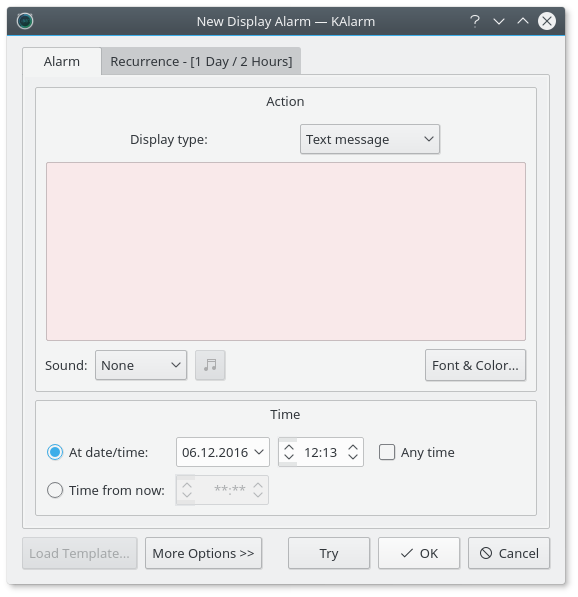 New Display Alarm — KAlarm
Alarm
Recurrence - [1 Day / 2 Hours]
Action
Display type:
Text message
Sound:
None
Font & Color...
Time
At date/time:
06.12.2016
12:13
Any time
Time from now:
**:**
Load Template...
More Options >>
Try
OK
Cancel